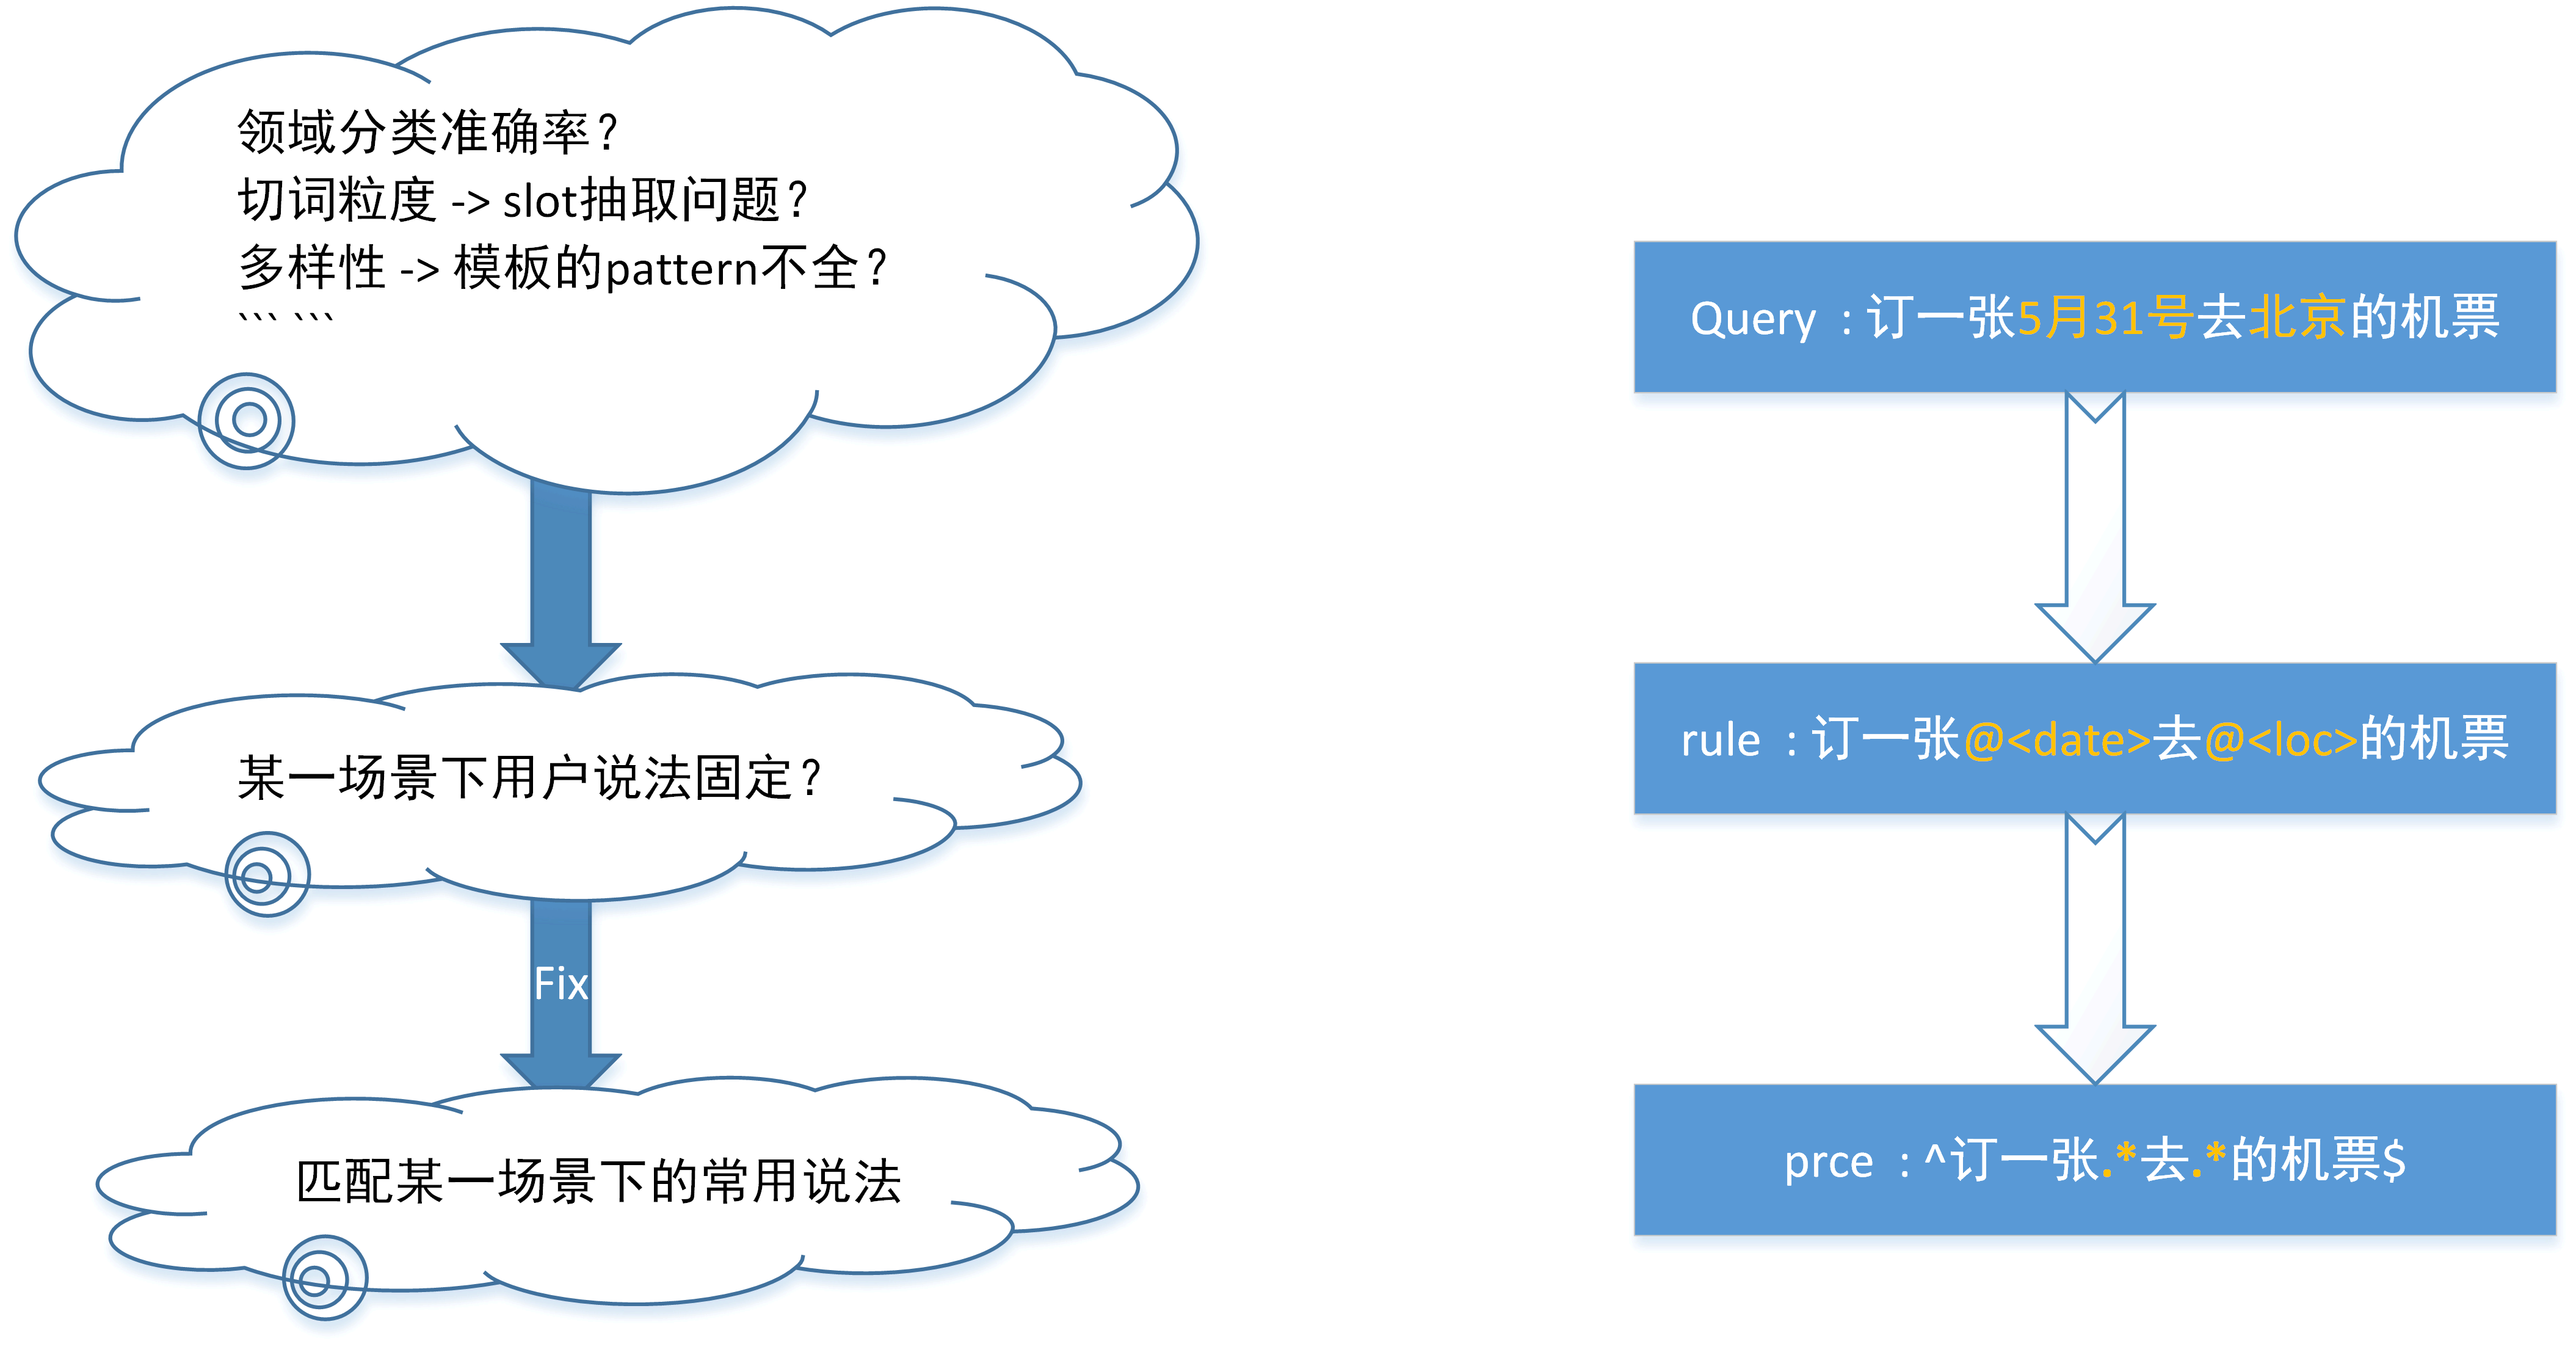 领域分类准确率？
切词粒度 -> slot抽取问题？
多样性 -> 模板的pattern不全？
``` ```
某一场景下用户说法固定？
Fix
匹配某一场景下的常用说法
Query ：订一张5月31号去北京的机票
rule ：订一张@<date>去@<loc>的机票
prce ：^订一张.*去.*的机票$